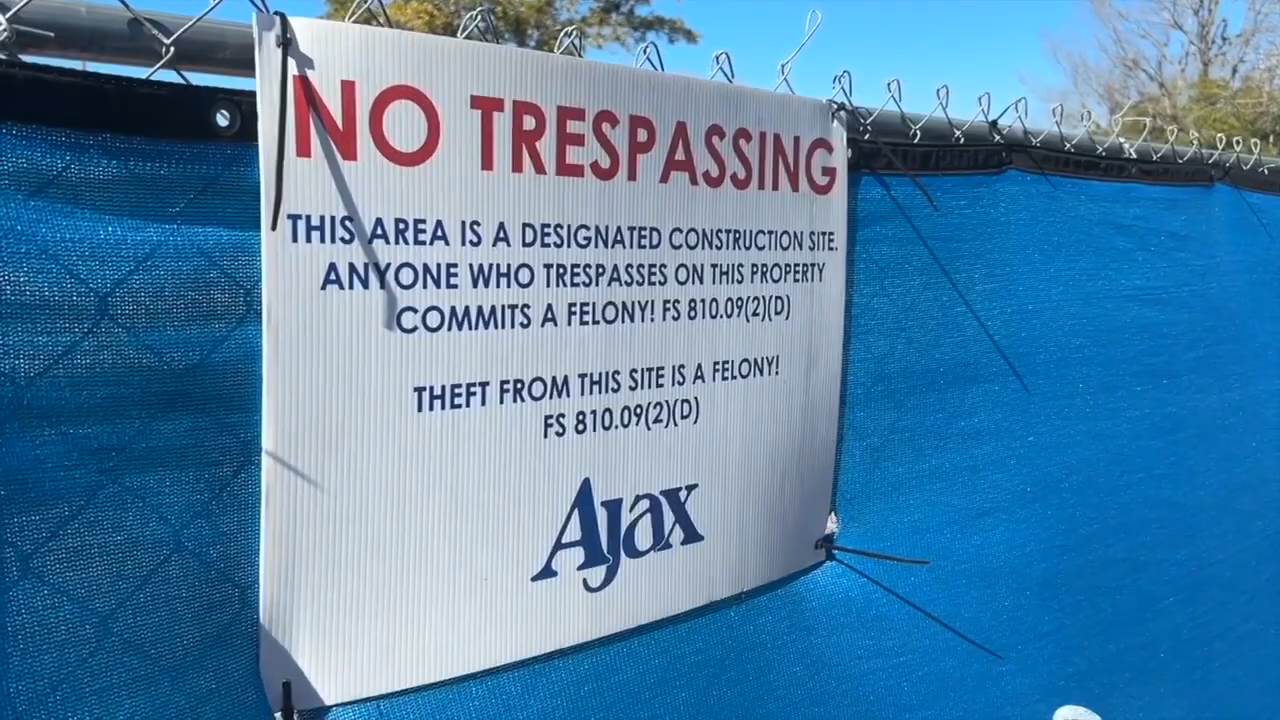 NO TRESPASSING
THIS AREA IS A DESIGNATED CONSTRUCTION SITE.
ANYONE WHO TRESPASSES ON THIS PROPERTY
COMMITS A FELONY! FS 810.09(2)(D)
THEFT FROM THIS SITE IS A FELONY!
FS 810.09(2)(D)
Ajax